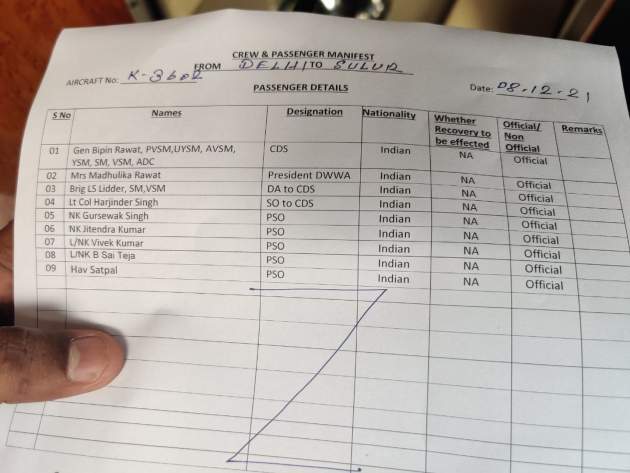 CREW & PASSENGER MANIFEST
AIRCRAFT No: K-3602 FROM DELHI TO SULUR
PASSENGER DETAILS Date: 08-12-21
S No Names Designation Nationality Whether Recovery to be effected Official/ Non Official Remarks
01 Gen Bipin Rawat, PVSM,UYSM, AVSM, CDS Indian NA Official
YSM, SM, VSM, ADC
02 Mrs Madhulika Rawat President DWWA Indian NA Official
03 Brig LS Lidder, SM,VSM DA to CDS Indian NA Official
04 Lt Col Harjinder Singh SO to CDS Indian NA Official
05 NK Gursewak Singh PSO Indian NA Official
06 NK Jitendra Kumar PSO Indian NA Official
07 L/NK Vivek Kumar PSO Indian NA Official
08 L/NK B Sai Teja PSO Indian NA Official
09 Hav Satpal PSO Indian NA Official